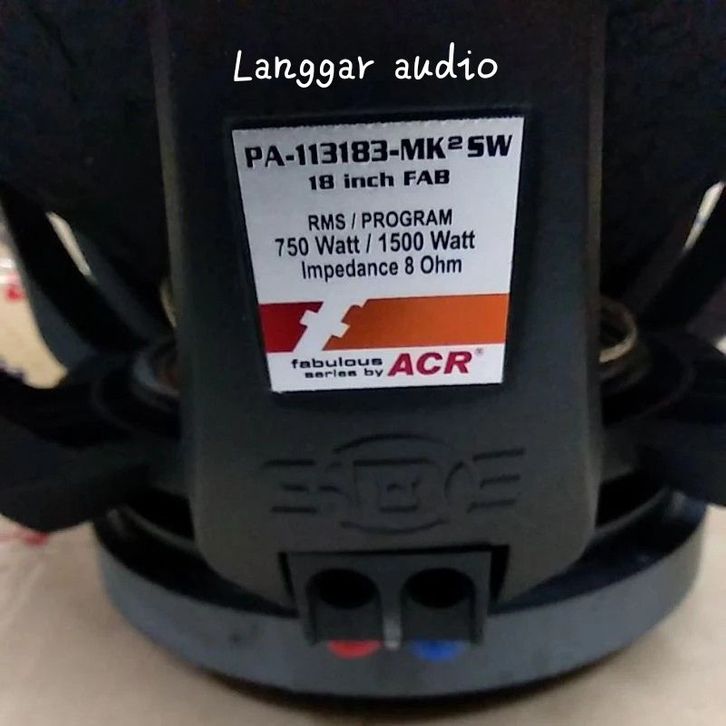 Langgar audio
PA-113183-MK² SW
18 inch FAB
RMS / PROGRAM
750 Watt / 1500 Watt
Impedance 8 Ohm
fabulous
series by ACR®